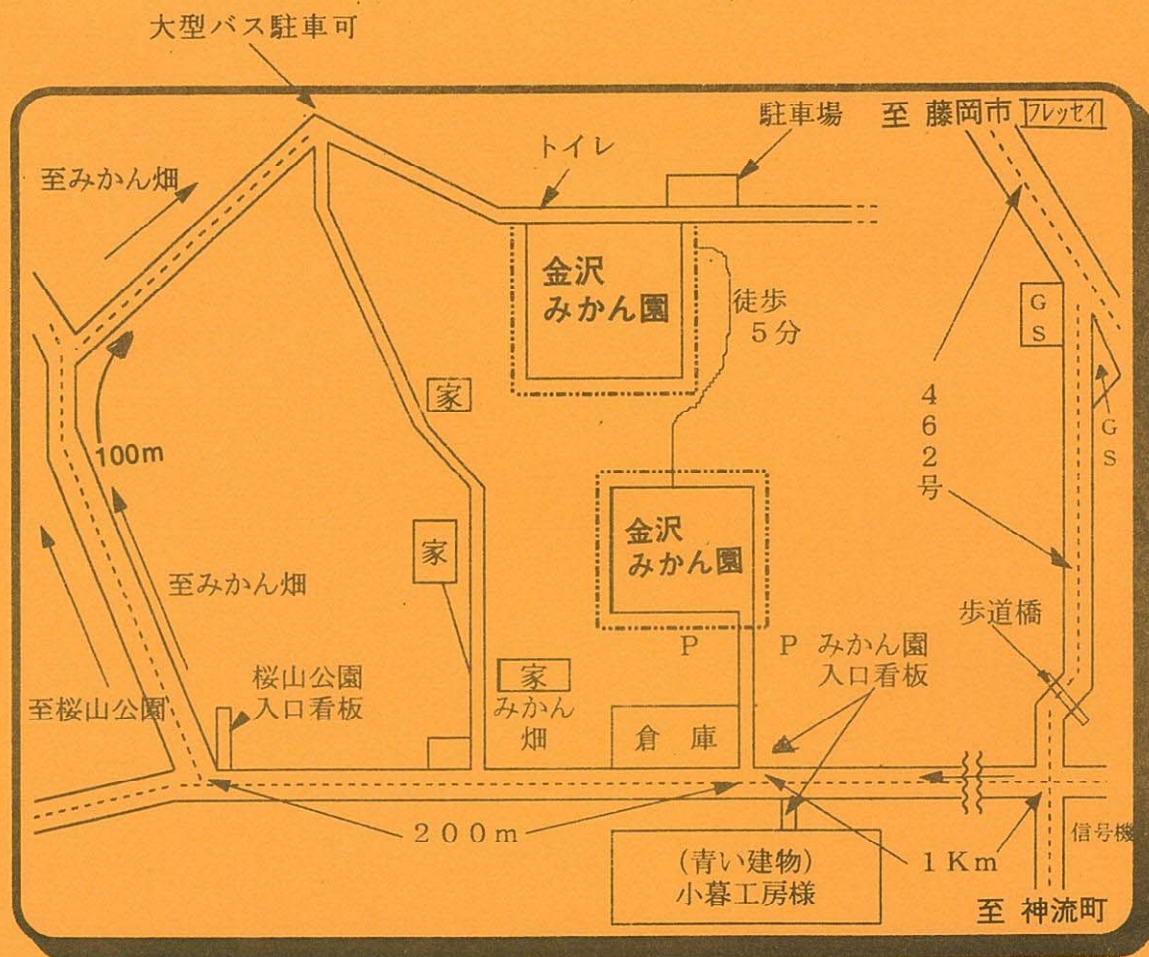 大型バス駐車可
駐車場
至 藤岡市
フレッセイ
トイレ
至みかん畑
金沢
みかん園
徒歩
5分
GS
家
462号
GS
100m
金沢
みかん園
家
至みかん畑
歩道橋
P
P
みかん園
入口看板
桜山公園
入口看板
家
みかん
畑
至桜山公園
倉庫
200m
信号機
(青い建物)
小暮工房様
1Km
至 神流町